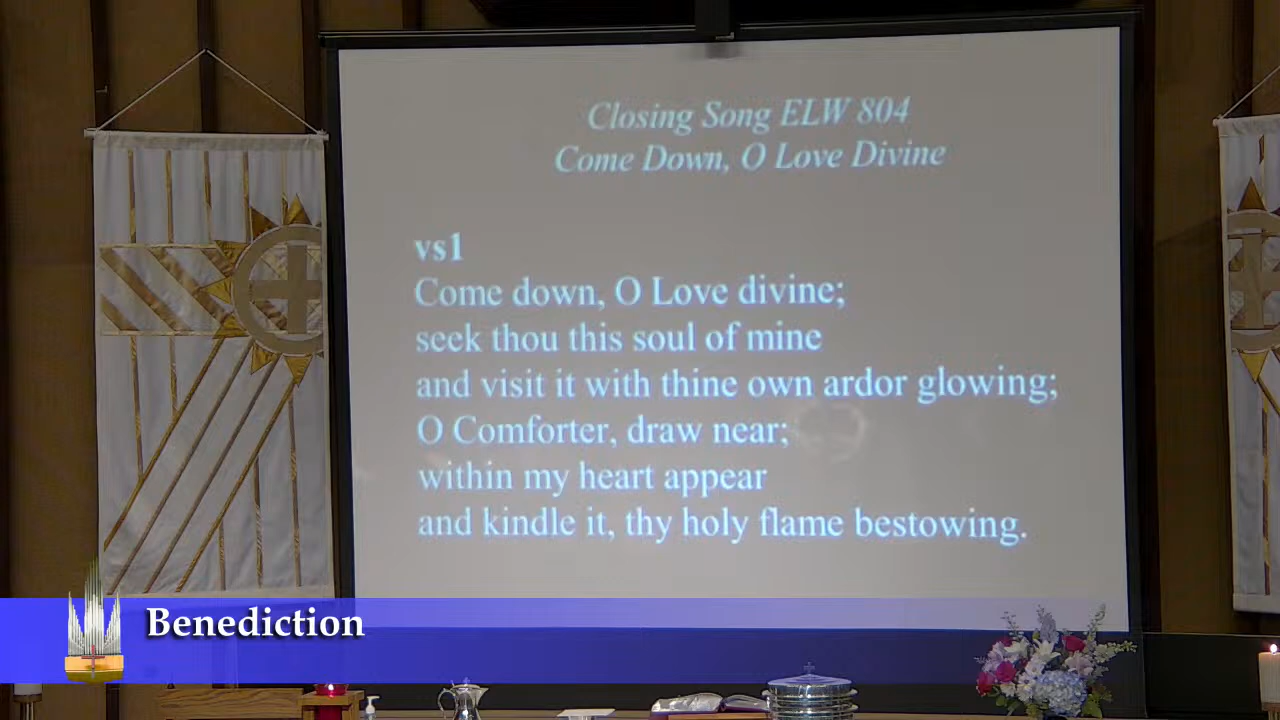 Closing Song ELW 804
Come Down, O Love Divine
vs1
Come down, O Love divine;
seek thou this soul of mine
and visit it with thine own ardor glowing;
O Comforter, draw near;
within my heart appear
and kindle it, thy holy flame bestowing.
Benediction